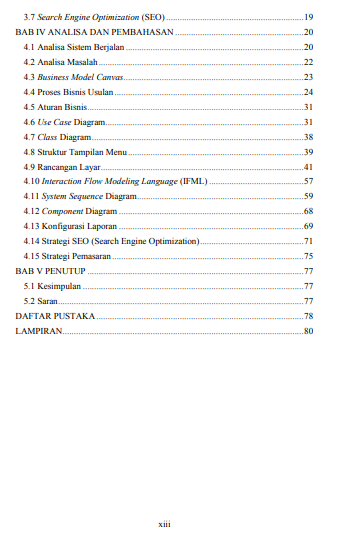 3.7 Search Engine Optimization (SEO) ........ 19
BAB IV ANALISA DAN PEMBAHASAN ........ 20
4.1 Analisa Sistem Berjalan ........ 20
4.2 Analisa Masalah ........ 22
4.3 Business Model Canvas ........ 23
4.4 Proses Bisnis Usulan ........ 24
4.5 Aturan Bisnis ........ 31
4.6 Use Case Diagram ........ 31
4.7 Class Diagram ........ 38
4.8 Struktur Tampilan Menu ........ 39
4.9 Rancangan Layar ........ 41
4.10 Interaction Flow Modeling Language (IFML) ........ 57
4.11 System Sequence Diagram ........ 59
4.12 Component Diagram ........ 68
4.13 Konfigurasi Laporan ........ 69
4.14 Strategi SEO (Search Engine Optimization) ........ 71
4.15 Strategi Pemasaran ........ 75
BAB V PENUTUP ........ 77
5.1 Kesimpulan ........ 77
5.2 Saran ........ 77
DAFTAR PUSTAKA ........ 78
LAMPIRAN ........ 80
xiii